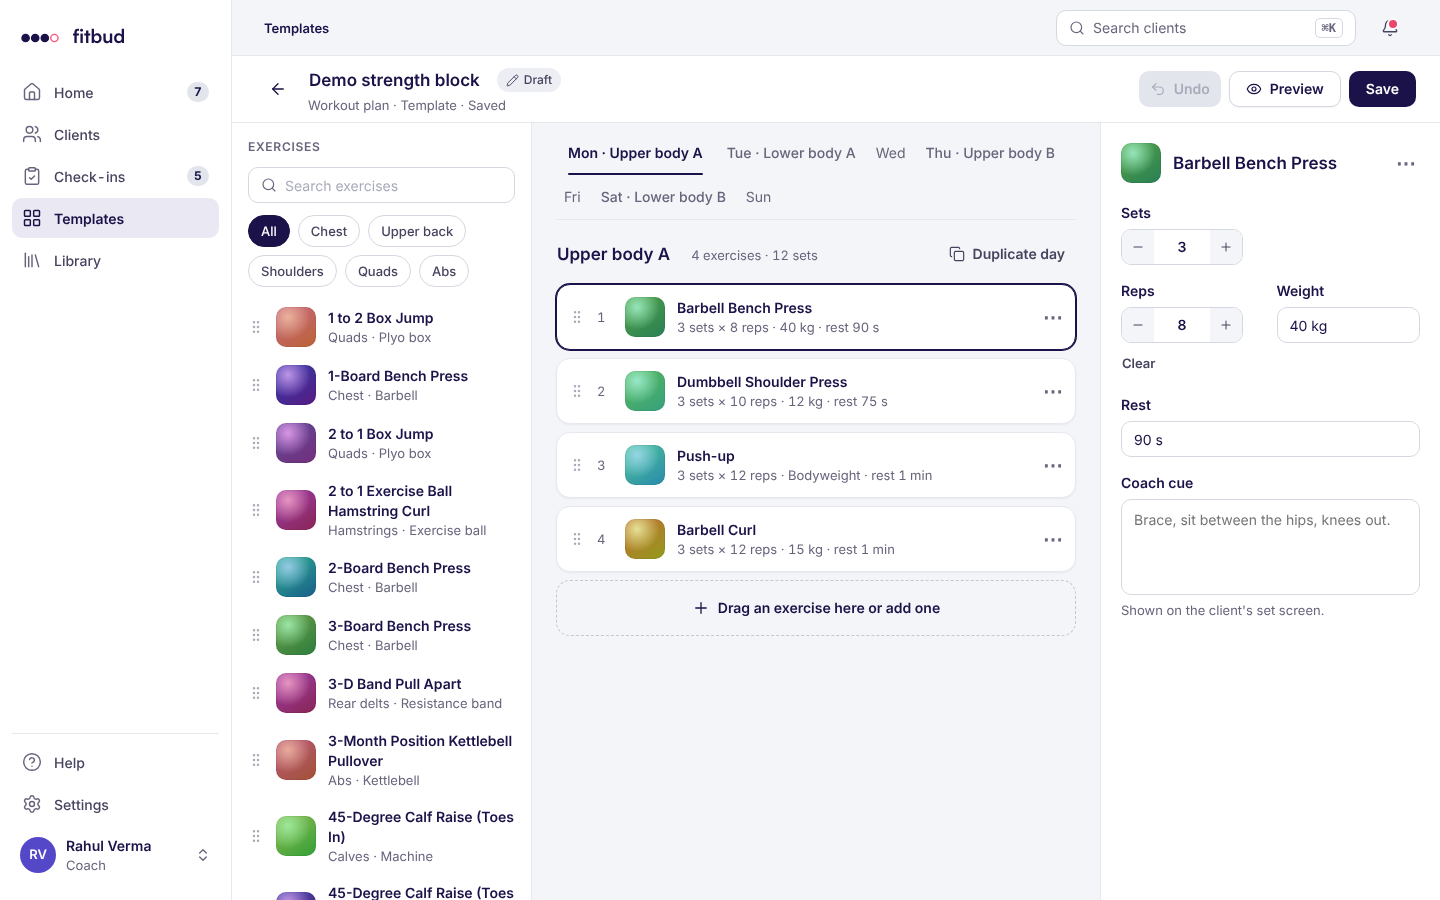 fitbud
Home 7
Clients
Check-ins 5
Templates
Library
Help
Settings
RV
Rahul Verma
Coach
Templates
Search clients ⌘K
Demo strength block
Draft
Workout plan · Template · Saved
Undo
Preview
Save
EXERCISES
Search exercises
All
Chest
Upper back
Shoulders
Quads
Abs
1 to 2 Box Jump
Quads · Plyo box
1-Board Bench Press
Chest · Barbell
2 to 1 Box Jump
Quads · Plyo box
2 to 1 Exercise Ball
Hamstring Curl
Hamstrings · Exercise ball
2-Board Bench Press
Chest · Barbell
3-Board Bench Press
Chest · Barbell
3-D Band Pull Apart
Rear delts · Resistance band
3-Month Position Kettlebell
Pullover
Abs · Kettlebell
45-Degree Calf Raise (Toes
In)
Calves · Machine
45-Degree Calf Raise (Toes
Mon · Upper body A
Tue · Lower body A
Wed
Thu · Upper body B
Fri
Sat · Lower body B
Sun
Upper body A
4 exercises · 12 sets
Duplicate day
1
Barbell Bench Press
3 sets × 8 reps · 40 kg · rest 90 s
2
Dumbbell Shoulder Press
3 sets × 10 reps · 12 kg · rest 75 s
3
Push-up
3 sets × 12 reps · Bodyweight · rest 1 min
4
Barbell Curl
3 sets × 12 reps · 15 kg · rest 1 min
Drag an exercise here or add one
Barbell Bench Press
Sets
3
Reps
8
Weight
40 kg
Clear
Rest
90 s
Coach cue
Brace, sit between the hips, knees out.
Shown on the client's set screen.